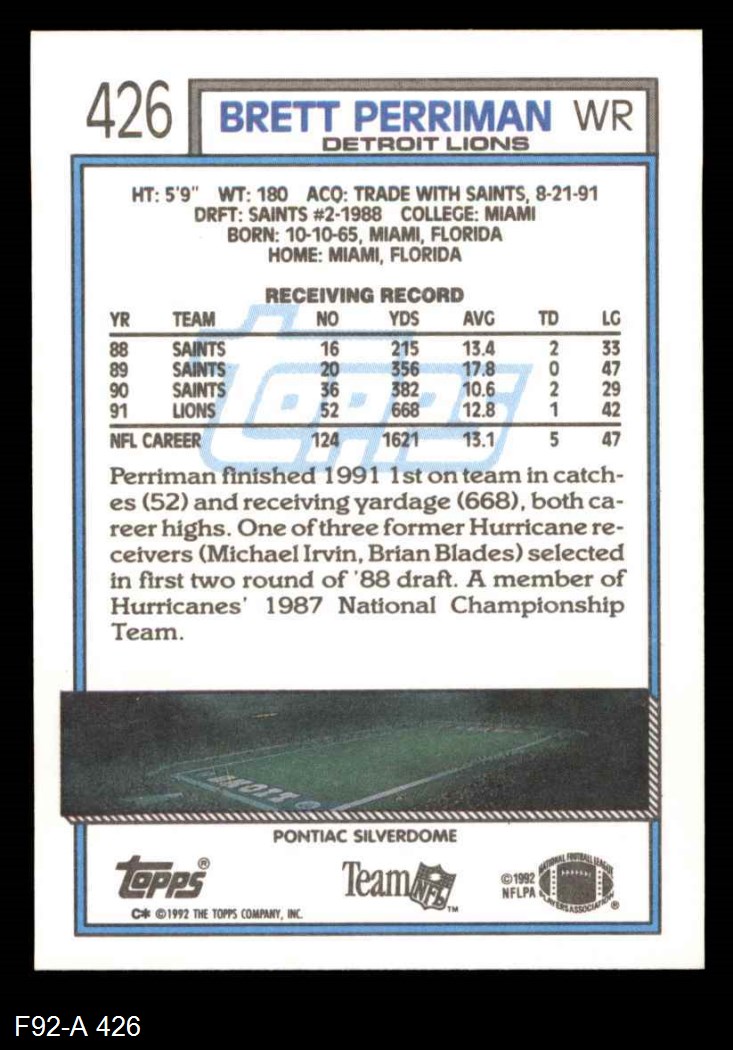 426 BRETT PERRIMAN WR
DETROIT LIONS
HT: 5'9" WT: 180 ACQ: TRADE WITH SAINTS, 8-21-91
DRFT: SAINTS #2-1988 COLLEGE: MIAMI
BORN: 10-10-65, MIAMI, FLORIDA
HOME: MIAMI, FLORIDA
RECEIVING RECORD
YR TEAM NO YDS AVG TD LG
88 SAINTS 16 215 13.4 2 33
89 SAINTS 20 356 17.8 0 47
90 SAINTS 36 382 10.6 2 29
91 LIONS 52 668 12.8 1 42
NFL CAREER 124 1621 13.1 5 47
Topps
Perriman finished 1991 1st on team in catch-
es (52) and receiving yardage (668), both ca-
reer highs. One of three former Hurricane re-
ceivers (Michael Irvin, Brian Blades) selected
in first two round of '88 draft. A member of
Hurricanes' 1987 National Championship
Team.
PONTIAC SILVERDOME
Topps®
Team NFL™
©1992
NFLPA
NATIONAL FOOTBALL LEAGUE
PLAYERS ASSOCIATION ®
C* ©1992 THE TOPPS COMPANY, INC.
F92-A 426